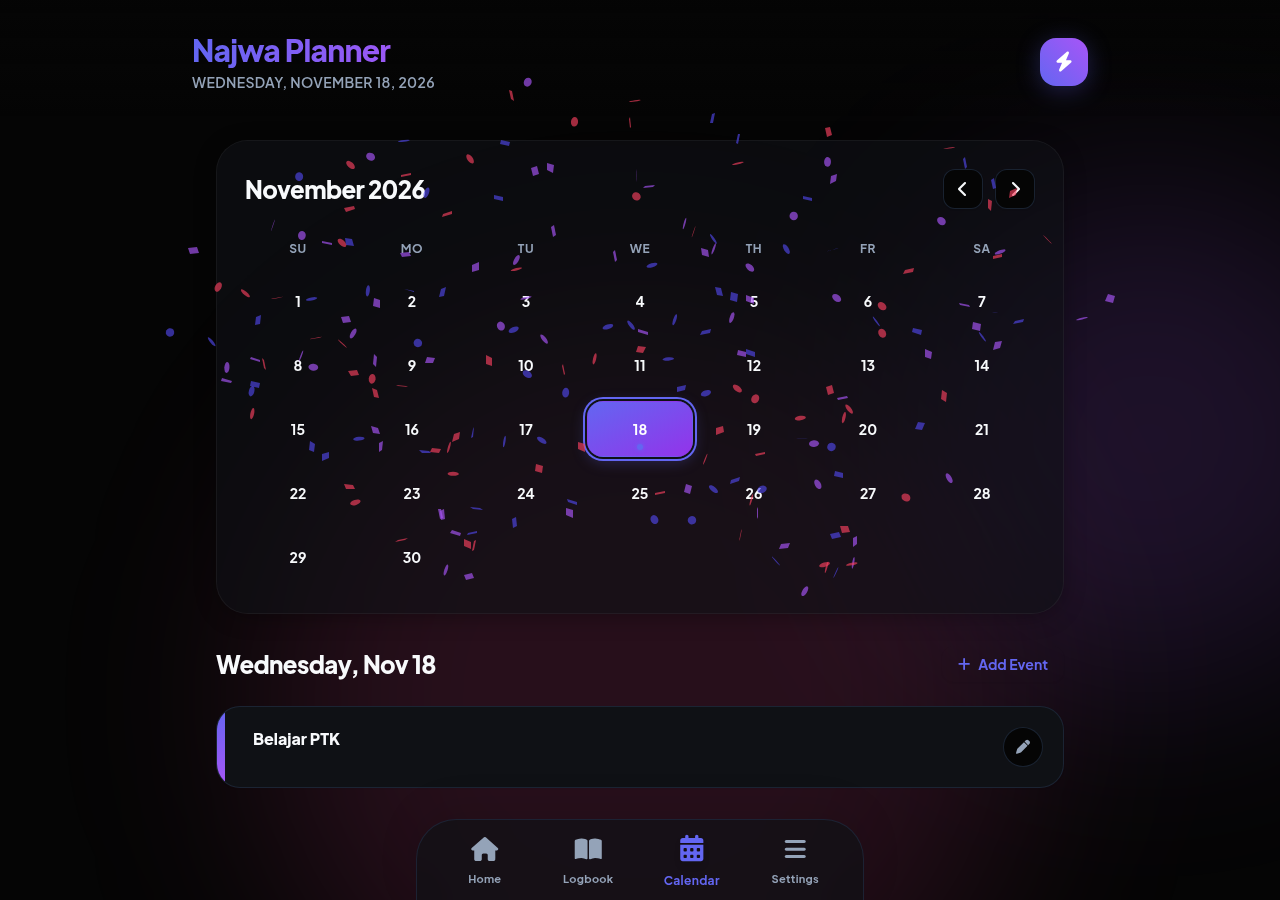 Najwa Planner
WEDNESDAY, NOVEMBER 18, 2026
November 2026
SU MO TU WE TH FR SA
1 2 3 4 5 6 7
8 9 10 11 12 13 14
15 16 17 18 19 20 21
22 23 24 25 26 27 28
29 30
Wednesday, Nov 18
+ Add Event
Belajar PTK
Home Logbook Calendar Settings